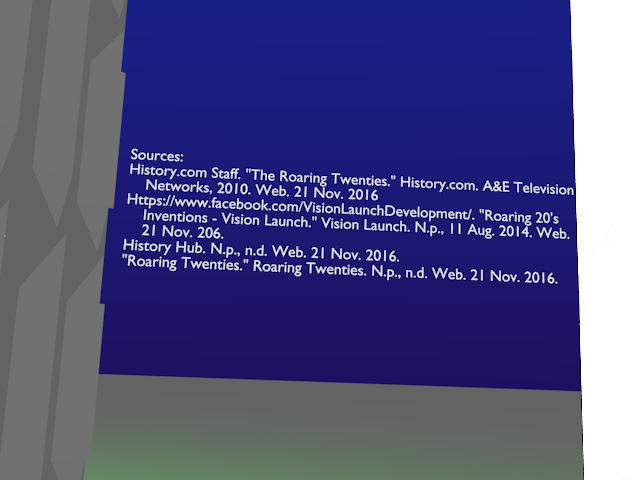 Sources:
History.com Staff. "The Roaring Twenties." History.com. A&E Television
Networks, 2010. Web. 21 Nov. 2016
Https://www.facebook.com/VisionLaunchDevelopment/. "Roaring 20's
Inventions - Vision Launch." Vision Launch. N.p., 11 Aug. 2014. Web.
21 Nov. 206.
History Hub. N.p., n.d. Web. 21 Nov. 2016.
"Roaring Twenties." Roaring Twenties. N.p., n.d. Web. 21 Nov. 2016.